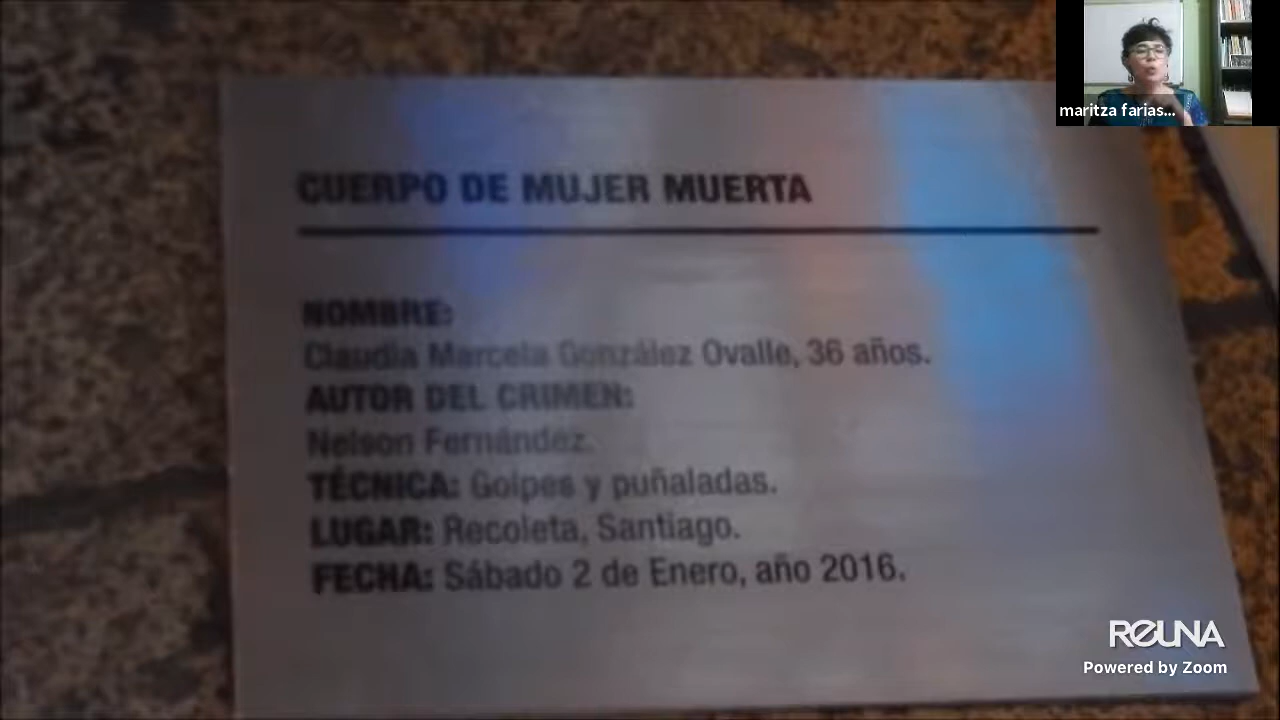 maritza farias...
CUERPO DE MUJER MUERTA
NOMBRE:
Claudia Marcela González Ovalle, 36 años.
AUTOR DEL CRIMEN:
Nelson Fernández.
TÉCNICA: Golpes y puñaladas.
LUGAR: Recoleta, Santiago.
FECHA: Sábado 2 de Enero, año 2016.
REUNA
Powered by Zoom